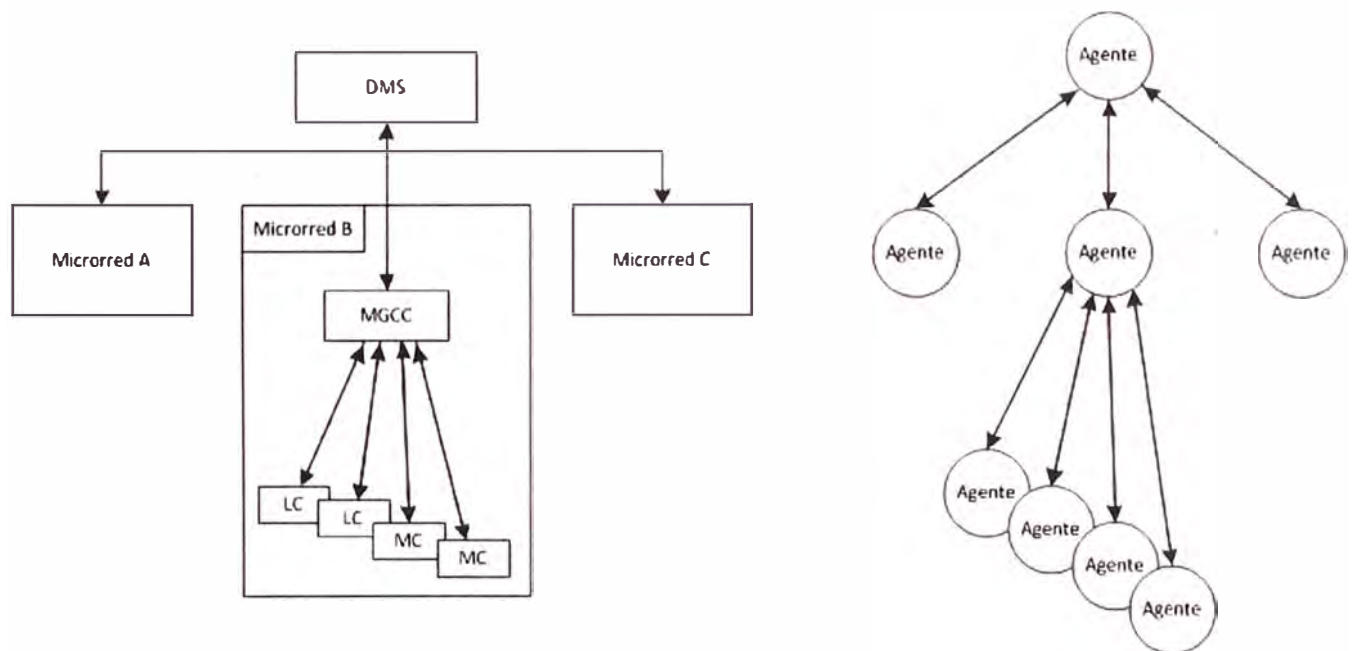 DMS
Microrred A
Microrred B
Microrred C
MGCC
LC
LC
MC
MC
Agente
Agente
Agente
Agente
Agente
Agente
Agente
Agente